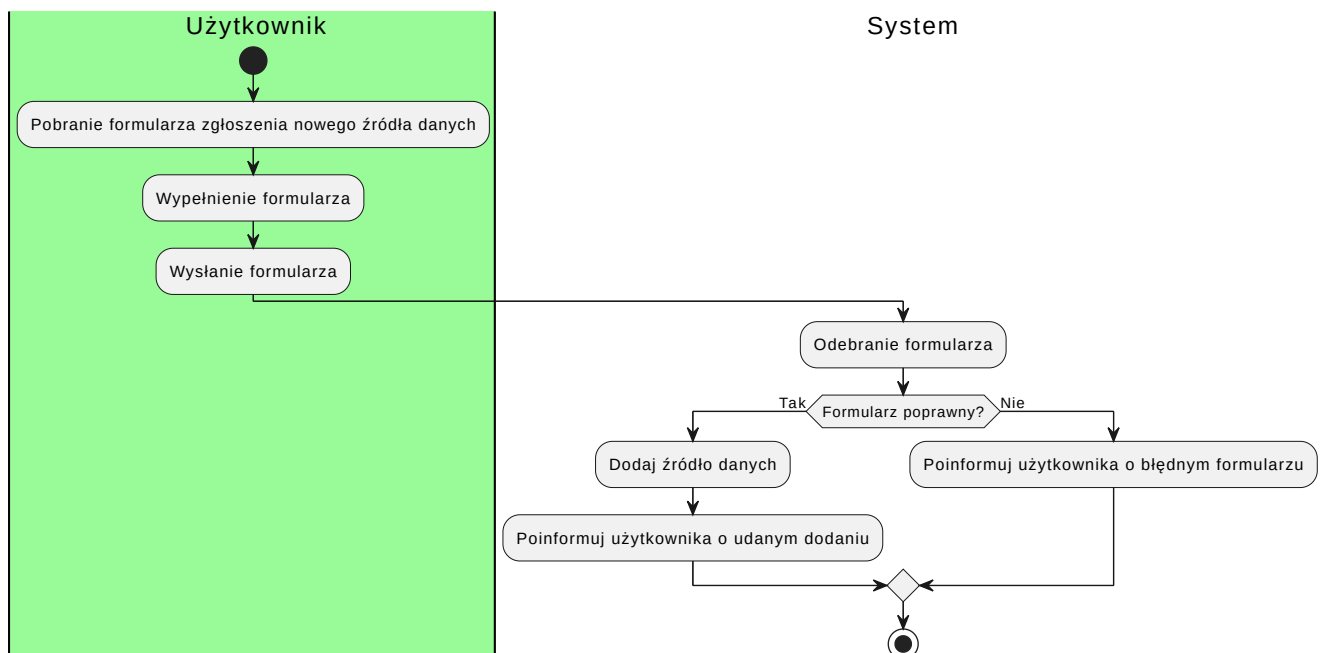 Użytkownik
System
Pobranie formularza zgłoszenia nowego źródła danych
Wypełnienie formularza
Wysłanie formularza
Odebranie formularza
Tak
Formularz poprawny?
Nie
Dodaj źródło danych
Poinformuj użytkownika o błędnym formularzu
Poinformuj użytkownika o udanym dodaniu